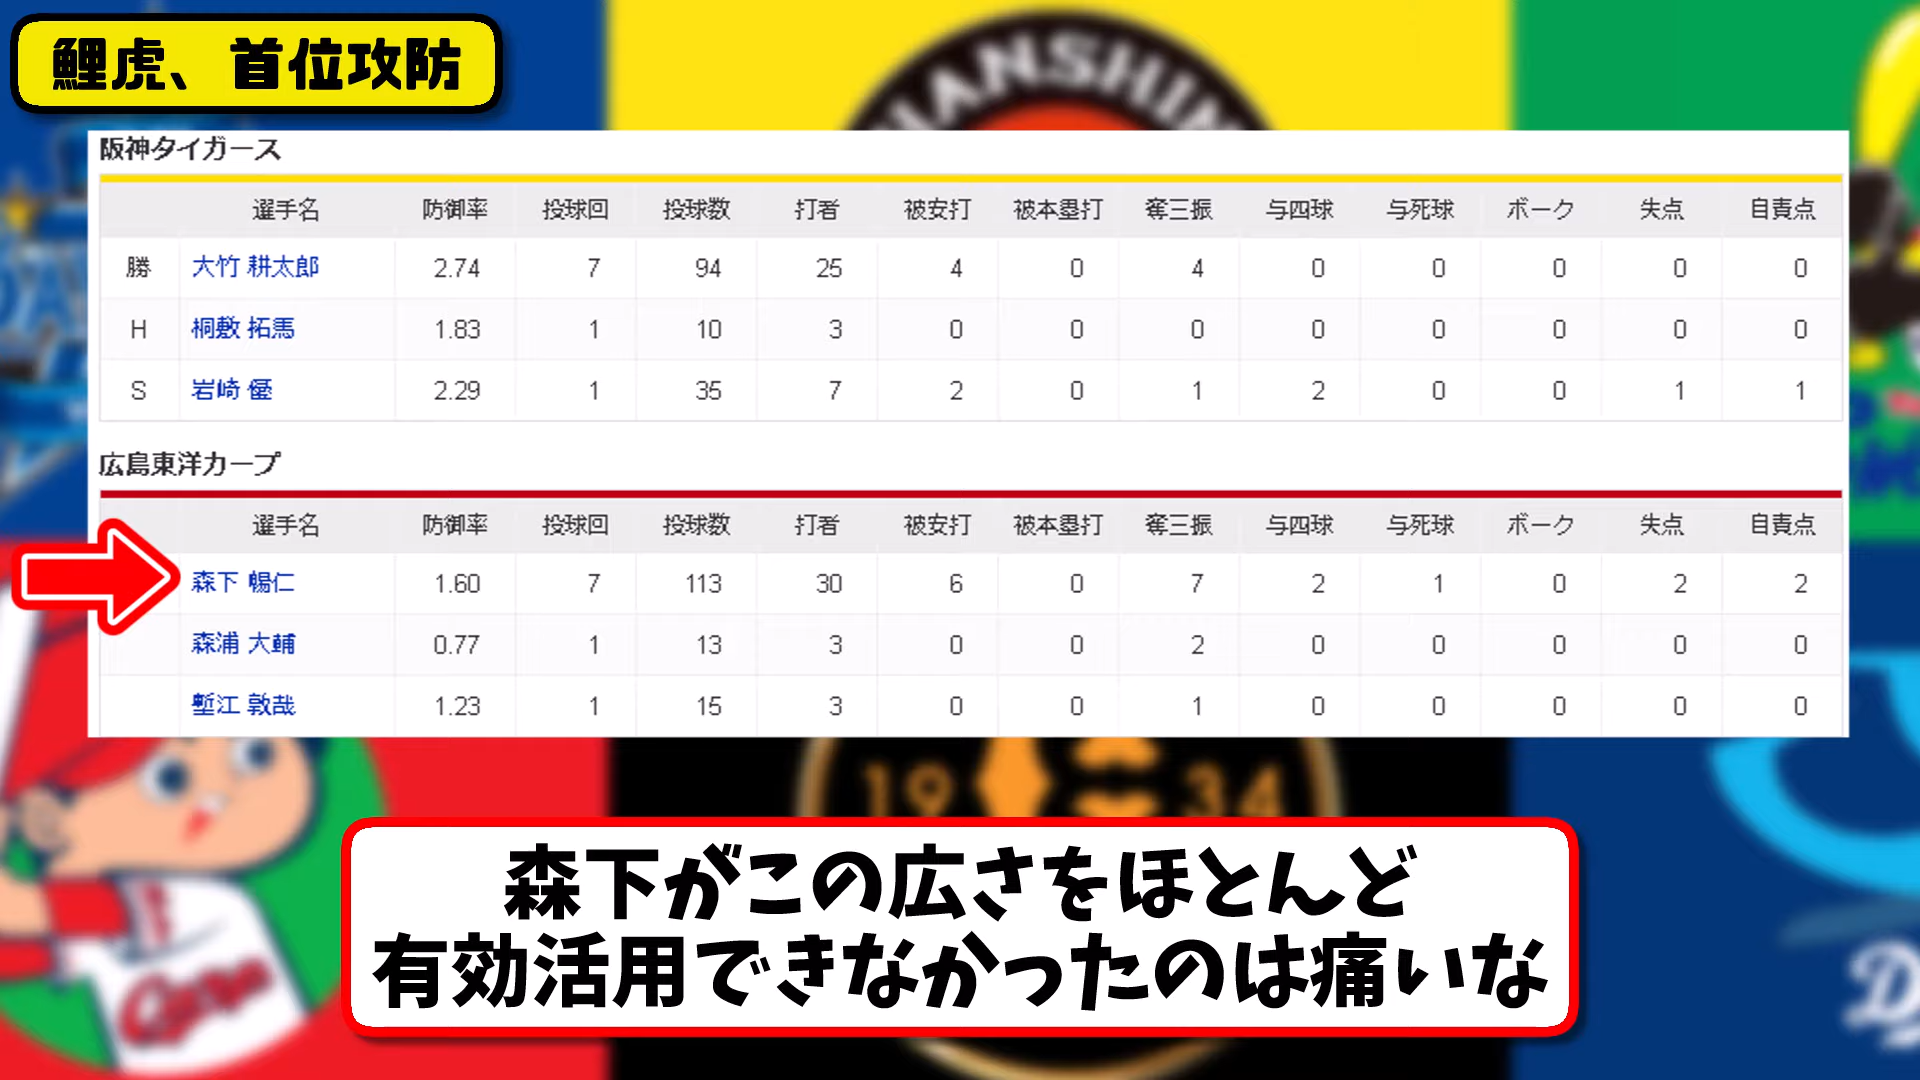 鯉虎、首位攻防
HANSHIN
阪神タイガース
選手名 防御率 投球回 投球数 打者 被安打 被本塁打 奪三振 与四球 与死球 ボーク 失点 自責点
勝 大竹 耕太郎 2.74 7 94 25 4 0 4 0 0 0 0 0
H 桐敷 拓馬 1.83 1 10 3 0 0 0 0 0 0 0 0
S 岩崎 優 2.29 1 35 7 2 0 1 2 0 0 1 1
広島東洋カープ
選手名 防御率 投球回 投球数 打者 被安打 被本塁打 奪三振 与四球 与死球 ボーク 失点 自責点
森下 暢仁 1.60 7 113 30 6 0 7 2 1 0 2 2
森浦 大輔 0.77 1 13 3 0 0 2 0 0 0 0 0
塹江 敦哉 1.23 1 15 3 0 0 1 0 0 0 0 0
1934
Carp
森下がこの広さをほとんど
有効活用できなかったのは痛いな